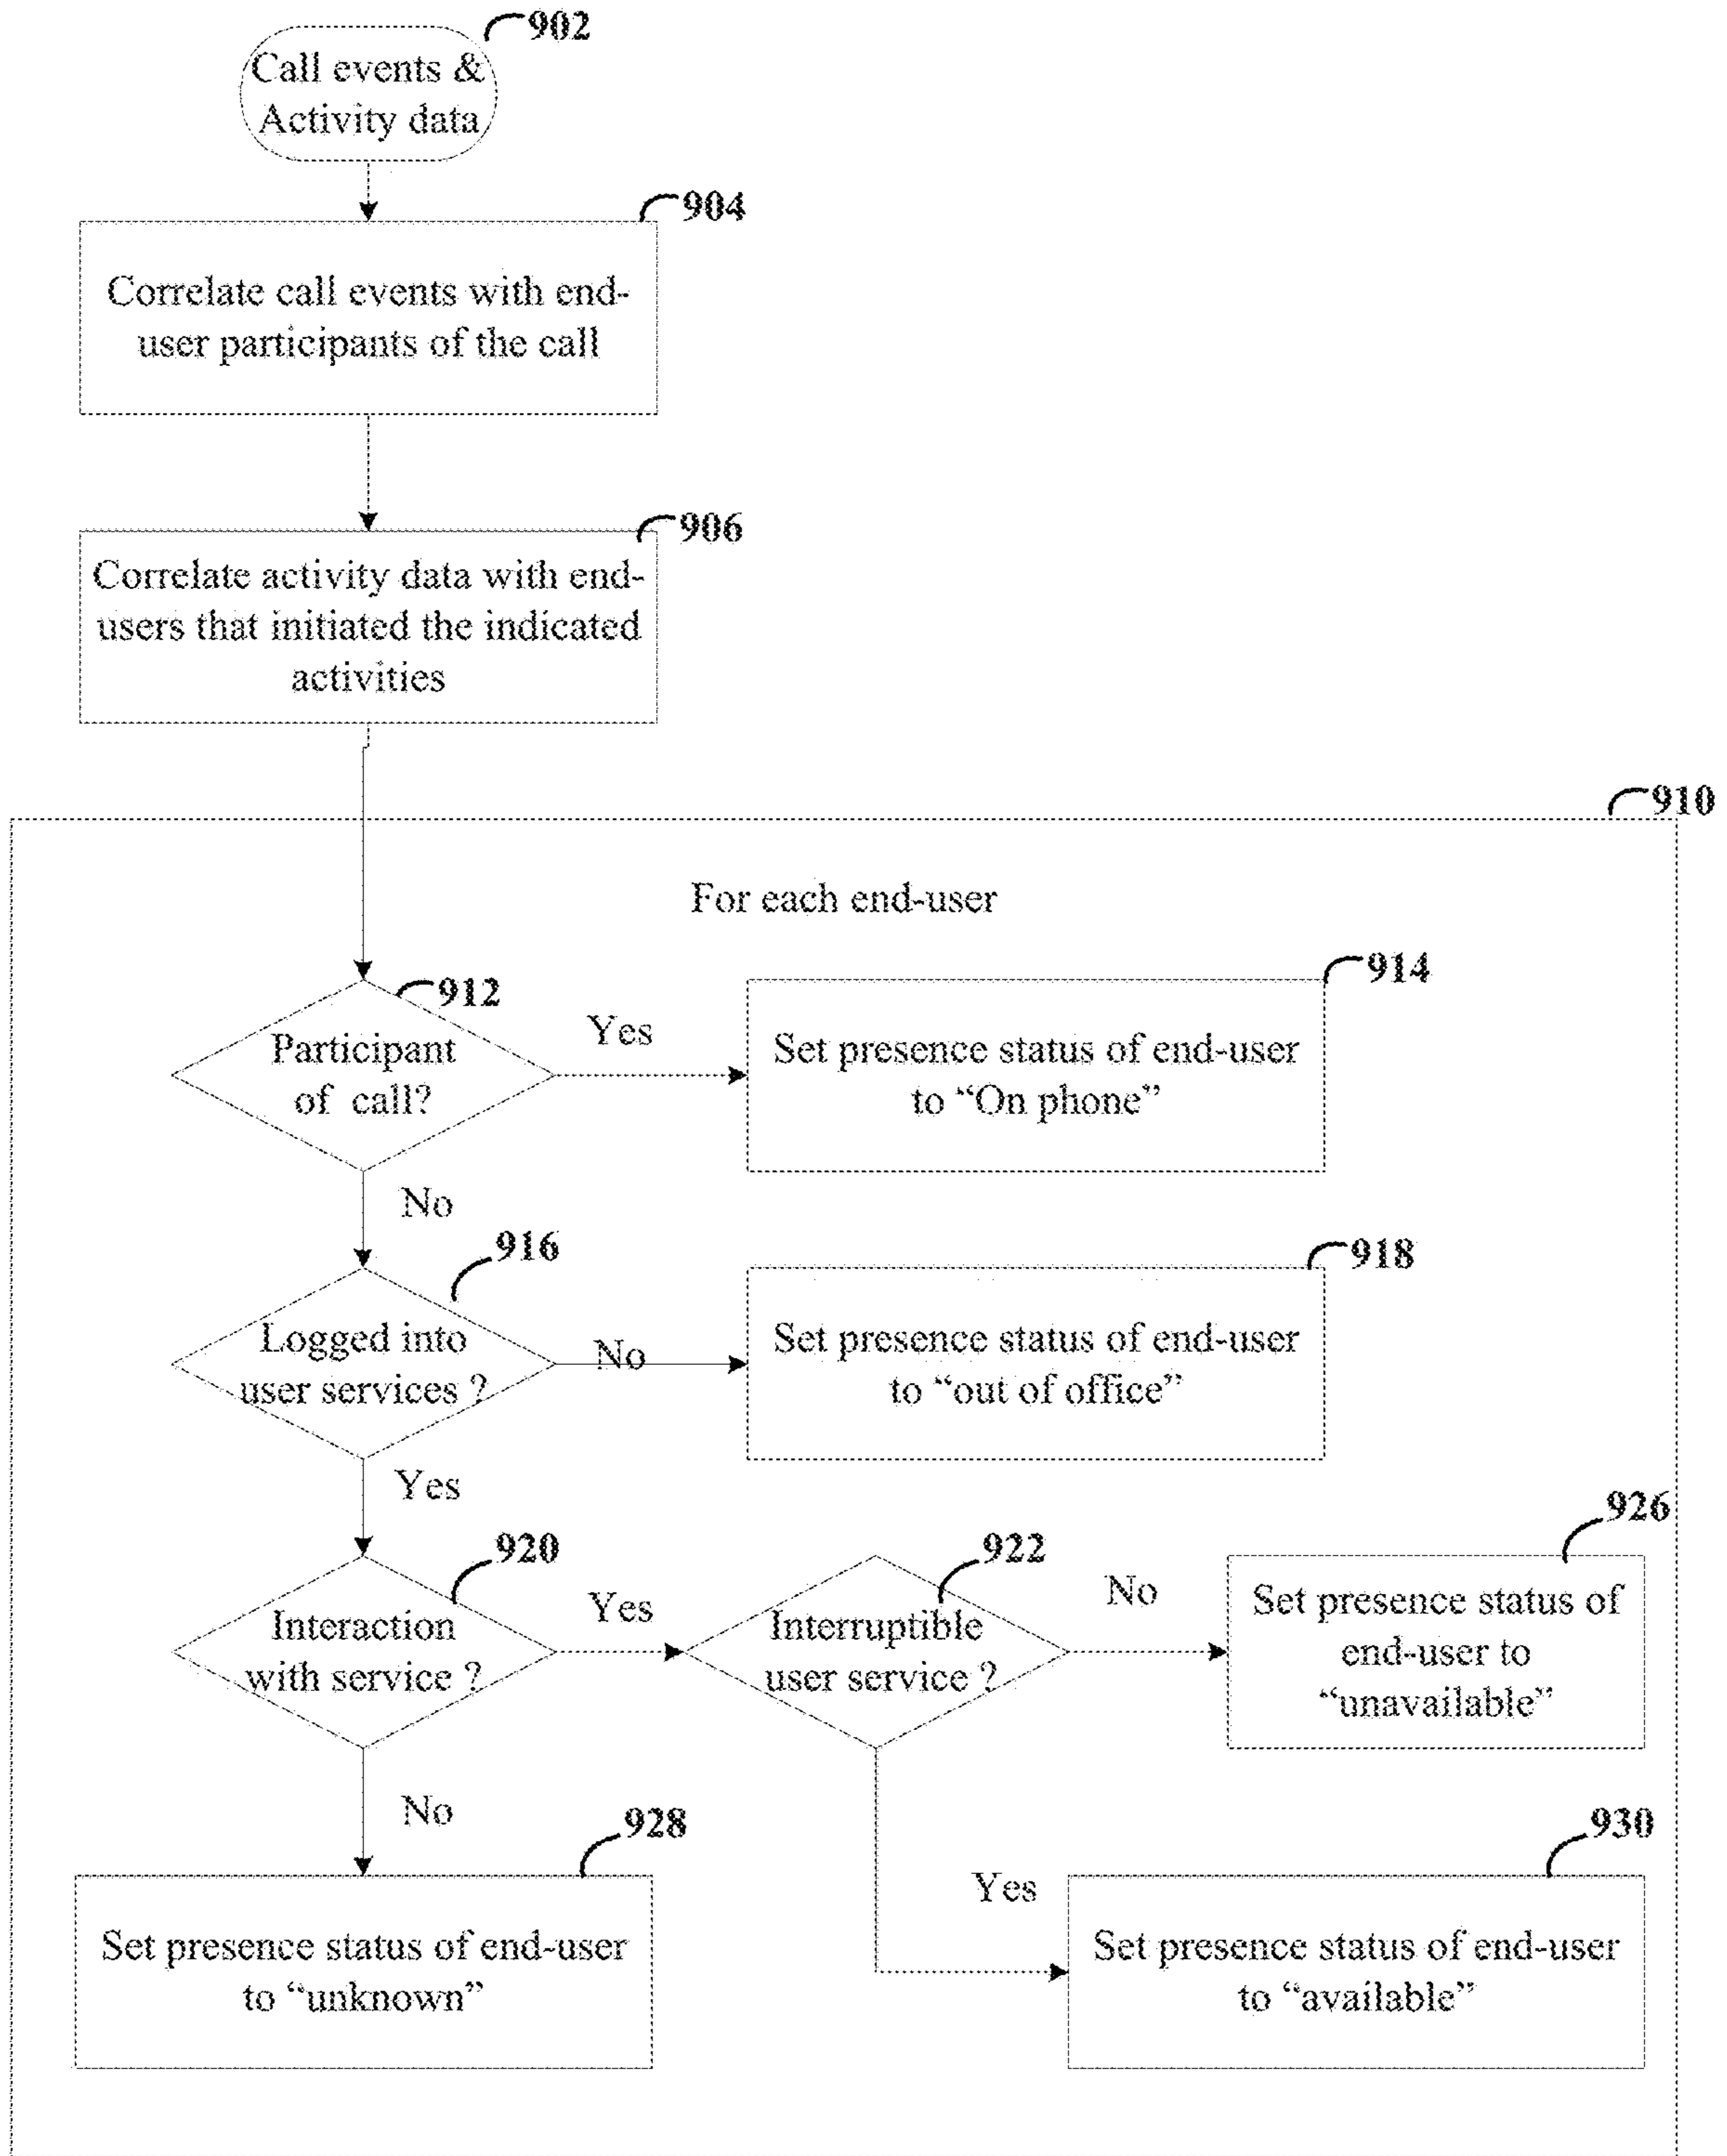 902
Call events &
Activity data
904
Correlate call events with end-
user participants of the call
906
Correlate activity data with end-
users that initiated the indicated
activities
910
For each end-user
912
Participant
of call?
Yes
914
Set presence status of end-user
to “On phone”
No
916
Logged into
user services ?
No
918
Set presence status of end-user
to “out of office”
Yes
920
Interaction
with service ?
Yes
922
Interruptible
user service ?
No
926
Set presence status of
end-user to
“unavailable”
No
928
Set presence status of end-user
to “unknown”
Yes
930
Set presence status of end-user
to “available”